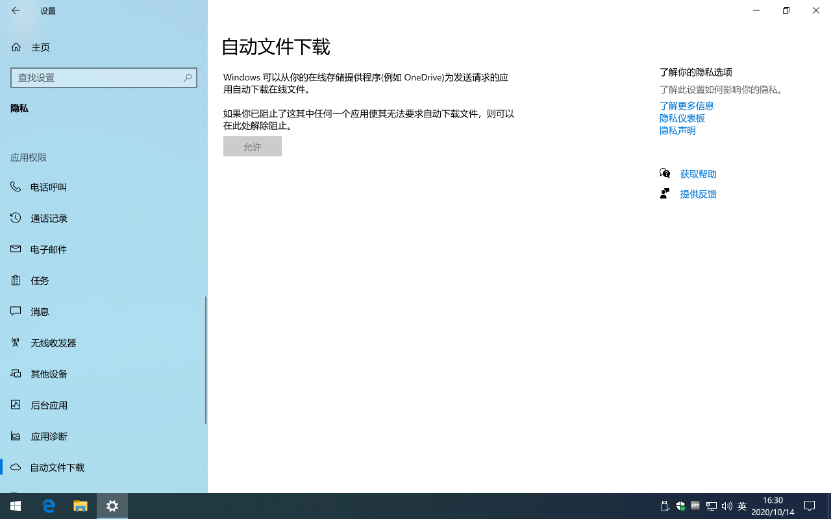 设置
主页
查找设置
隐私
应用权限
电话呼叫
通话记录
电子邮件
任务
消息
无线收发器
其他设备
后台应用
应用诊断
自动文件下载
自动文件下载
Windows 可以从你的在线存储提供程序(例如 OneDrive)为发送请求的应
用自动下载在线文件。
如果你已阻止了这其中任何一个应用使其无法要求自动下载文件，则可以
在此处解除阻止。
允许
了解你的隐私选项
了解此设置如何影响你的隐私。
了解更多信息
隐私仪表板
隐私声明
获取帮助
提供反馈
英
16:30
2020/10/14